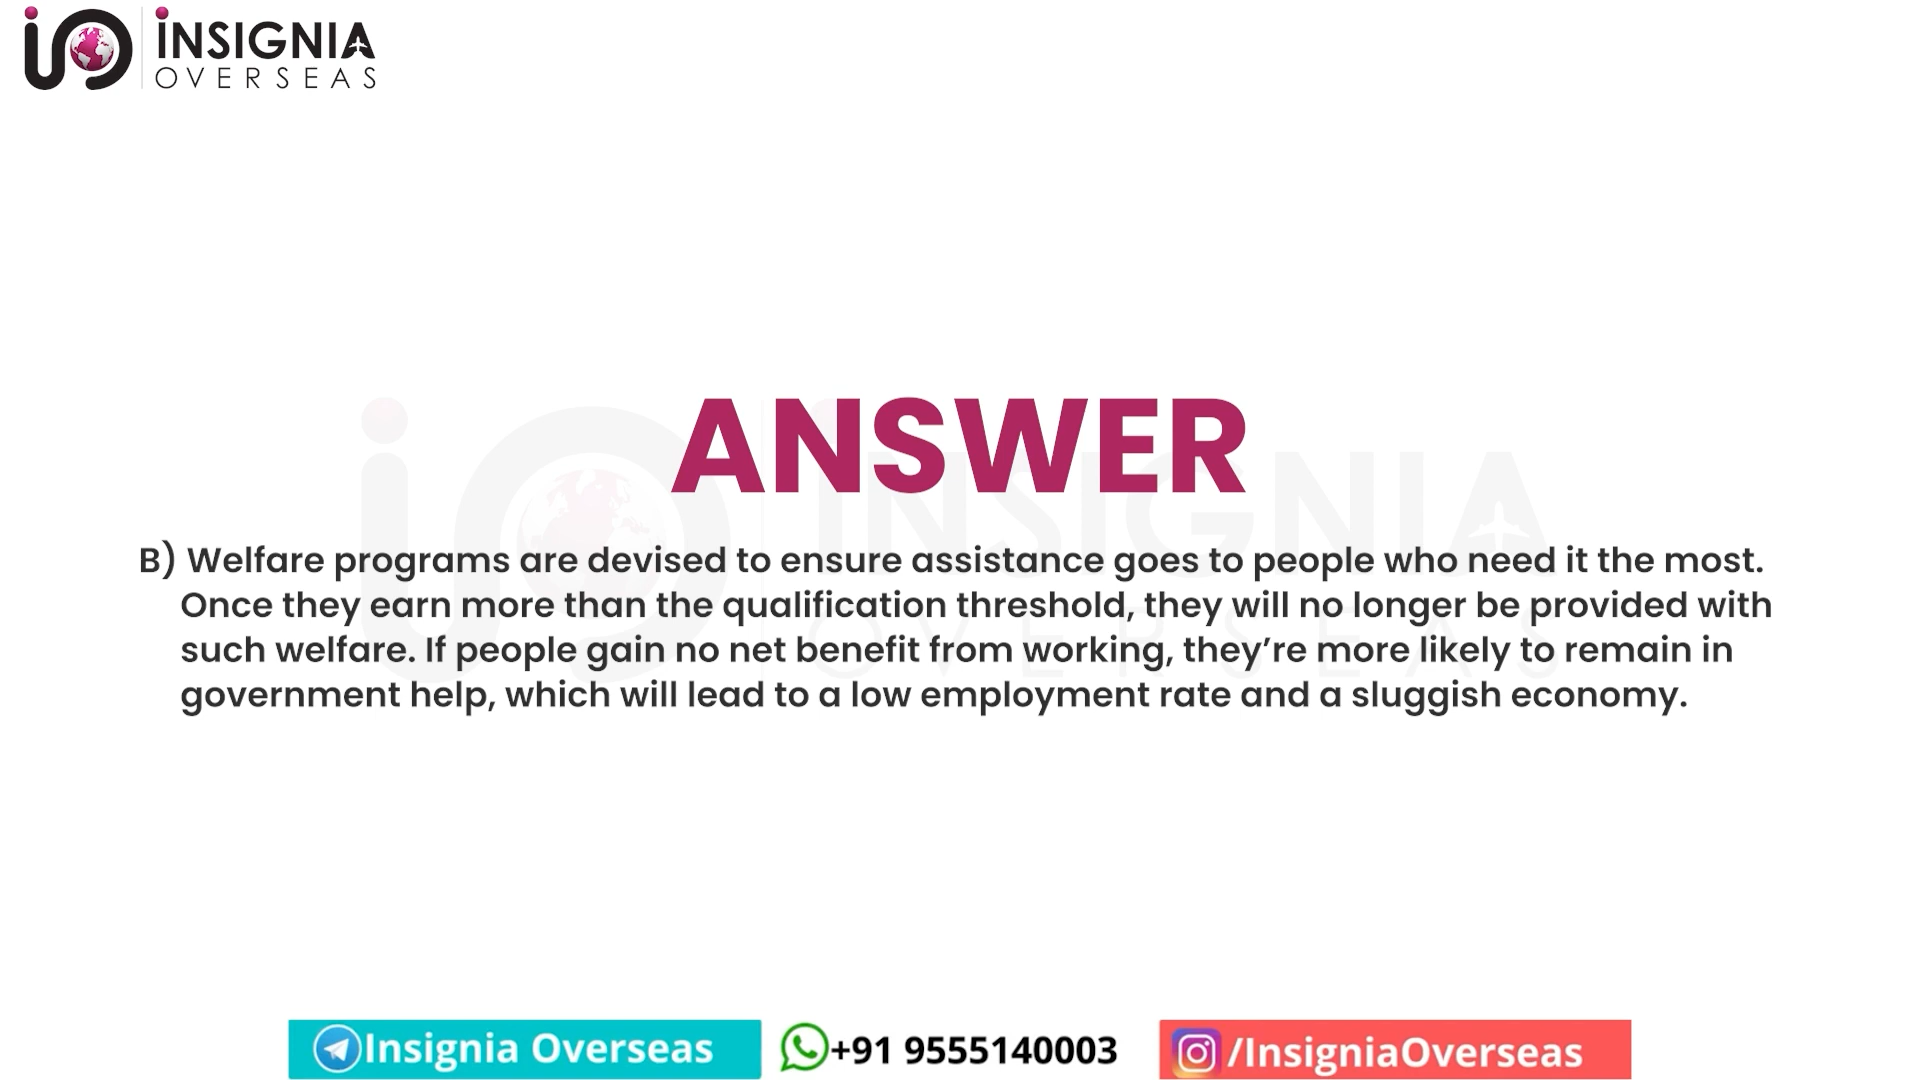 INSIGNIA
OVERSEAS
ANSWER
B) Welfare programs are devised to ensure assistance goes to people who need it the most.
Once they earn more than the qualification threshold, they will no longer be provided with
such welfare. If people gain no net benefit from working, they’re more likely to remain in
government help, which will lead to a low employment rate and a sluggish economy.
INSIGNIA
OVERSEAS
Insignia Overseas
+91 9555140003
/InsigniaOverseas